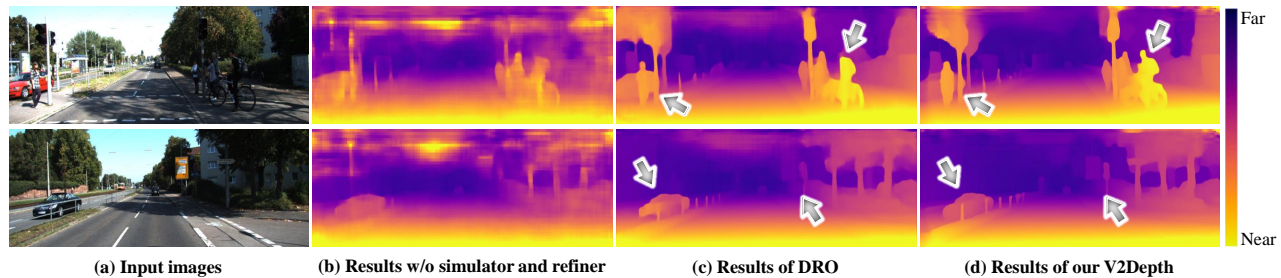 Far
Near
(a) Input images
(b) Results w/o simulator and refiner
(c) Results of DRO
(d) Results of our V2Depth